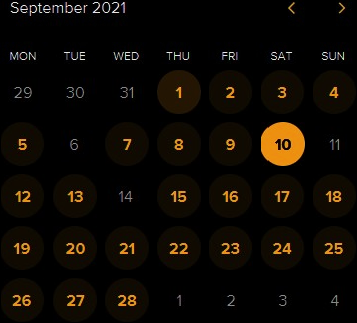 September 2021
MON TUE WED THU FRI SAT SUN
29 30 31 1 2 3 4
5 6 7 8 9 10 11
12 13 14 15 16 17 18
19 20 21 22 23 24 25
26 27 28 1 2 3 4